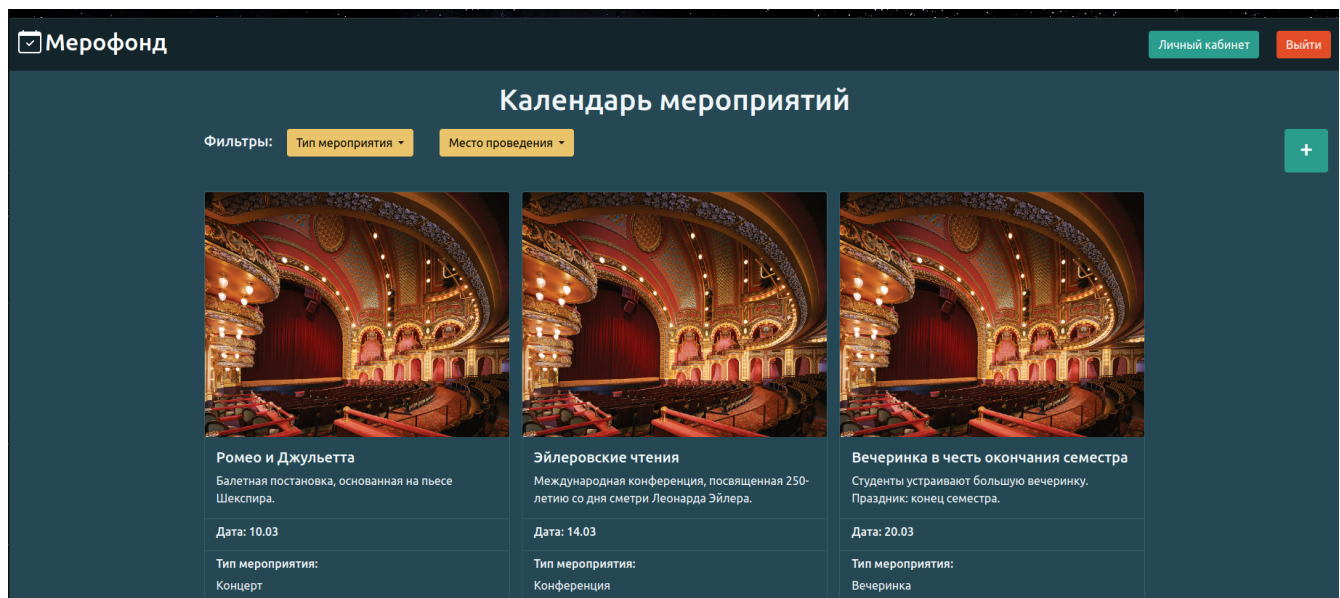 Мерофонд
Личный кабинет
Выйти
Календарь мероприятий
Фильтры:
Тип мероприятия
Место проведения
+
Ромео и Джульетта
Балетная постановка, основанная на пьесе
Шекспира.
Дата: 10.03
Тип мероприятия:
Концерт
Эйлеровские чтения
Международная конференция, посвященная 250-
летию со дня сметри Леонарда Эйлера.
Дата: 14.03
Тип мероприятия:
Конференция
Вечеринка в честь окончания семестра
Студенты устраивают большую вечеринку.
Праздник: конец семестра.
Дата: 20.03
Тип мероприятия:
Вечеринка